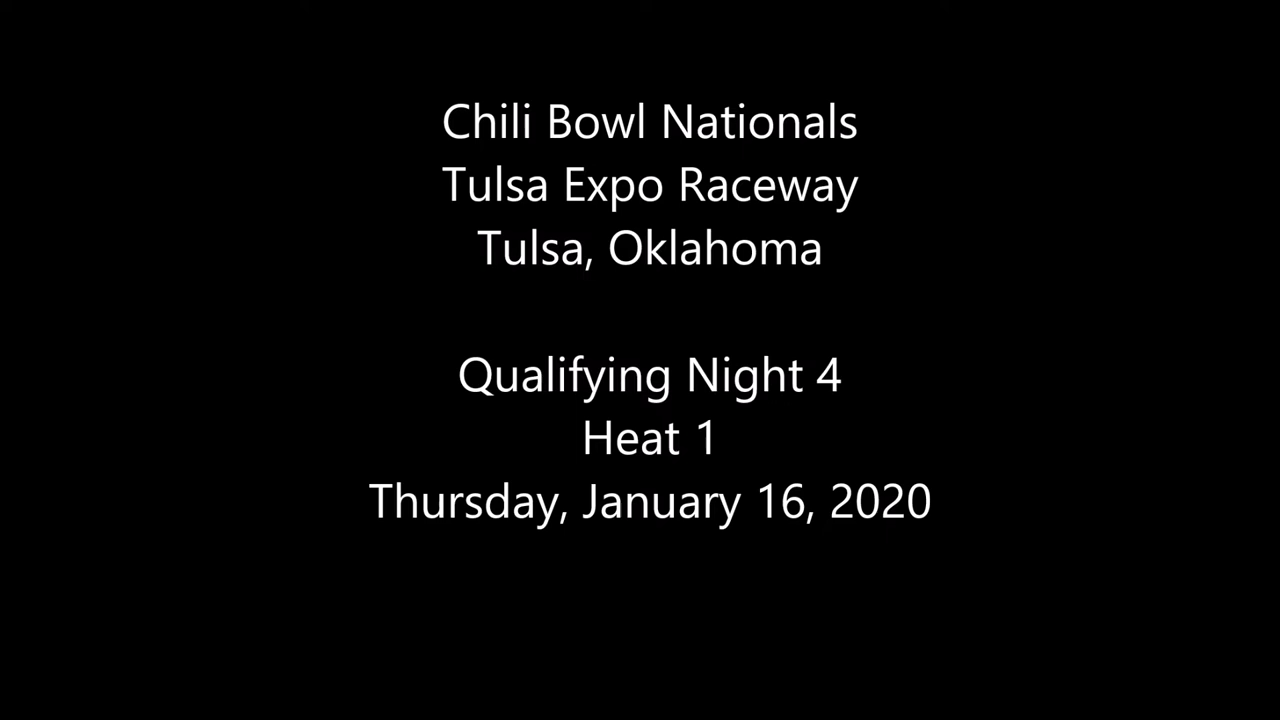 Chili Bowl Nationals
Tulsa Expo Raceway
Tulsa, Oklahoma
Qualifying Night 4
Heat 1
Thursday, January 16, 2020